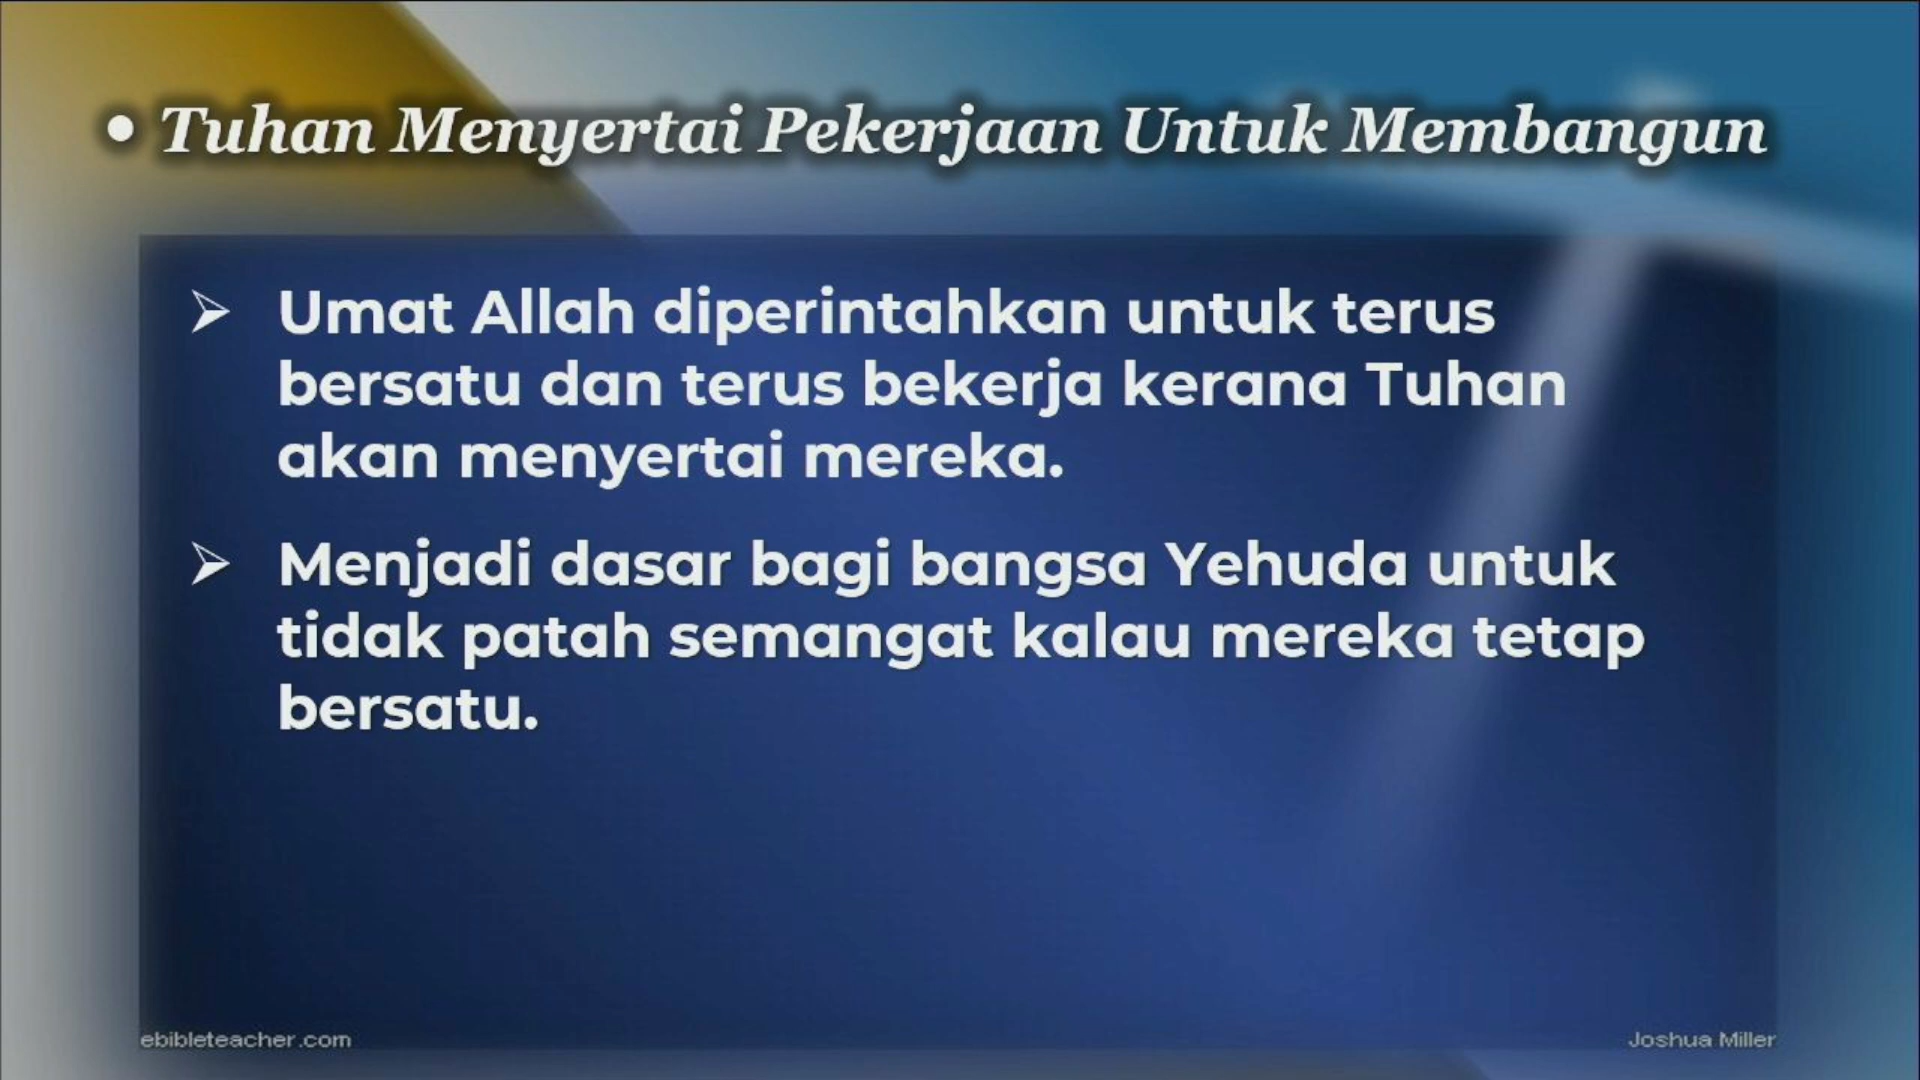 • Tuhan Menyertai Pekerjaan Untuk Membangun
➢ Umat Allah diperintahkan untuk terus
bersatu dan terus bekerja kerana Tuhan
akan menyertai mereka.
➢ Menjadi dasar bagi bangsa Yehuda untuk
tidak patah semangat kalau mereka tetap
bersatu.
ebibleteacher.com
Joshua Miller